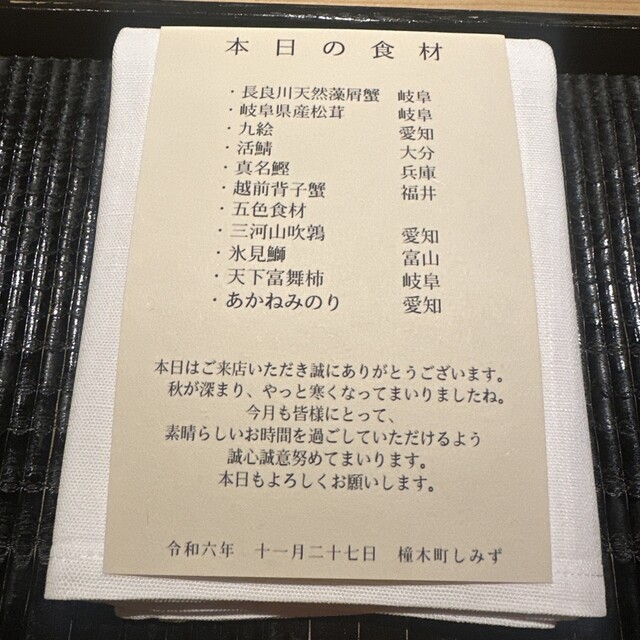 本日の食材
・長良川天然藻屑蟹 岐阜
・岐阜県産松茸 岐阜
・九絵 愛知
・活鯖 大分
・真名鰹 兵庫
・越前背子蟹 福井
・五色食材
・三河山吹鶉 愛知
・氷見鰤 富山
・天下富舞柿 岐阜
・あかねみのり 愛知
本日はご来店いただき誠にありがとうございます。
秋が深まり、やっと寒くなってまいりましたね。
今月も皆様にとって、
素晴らしいお時間を過ごしていただけるよう
誠心誠意努めてまいります。
本日もよろしくお願いします。
令和六年 十一月二十七日 橦木町しみず